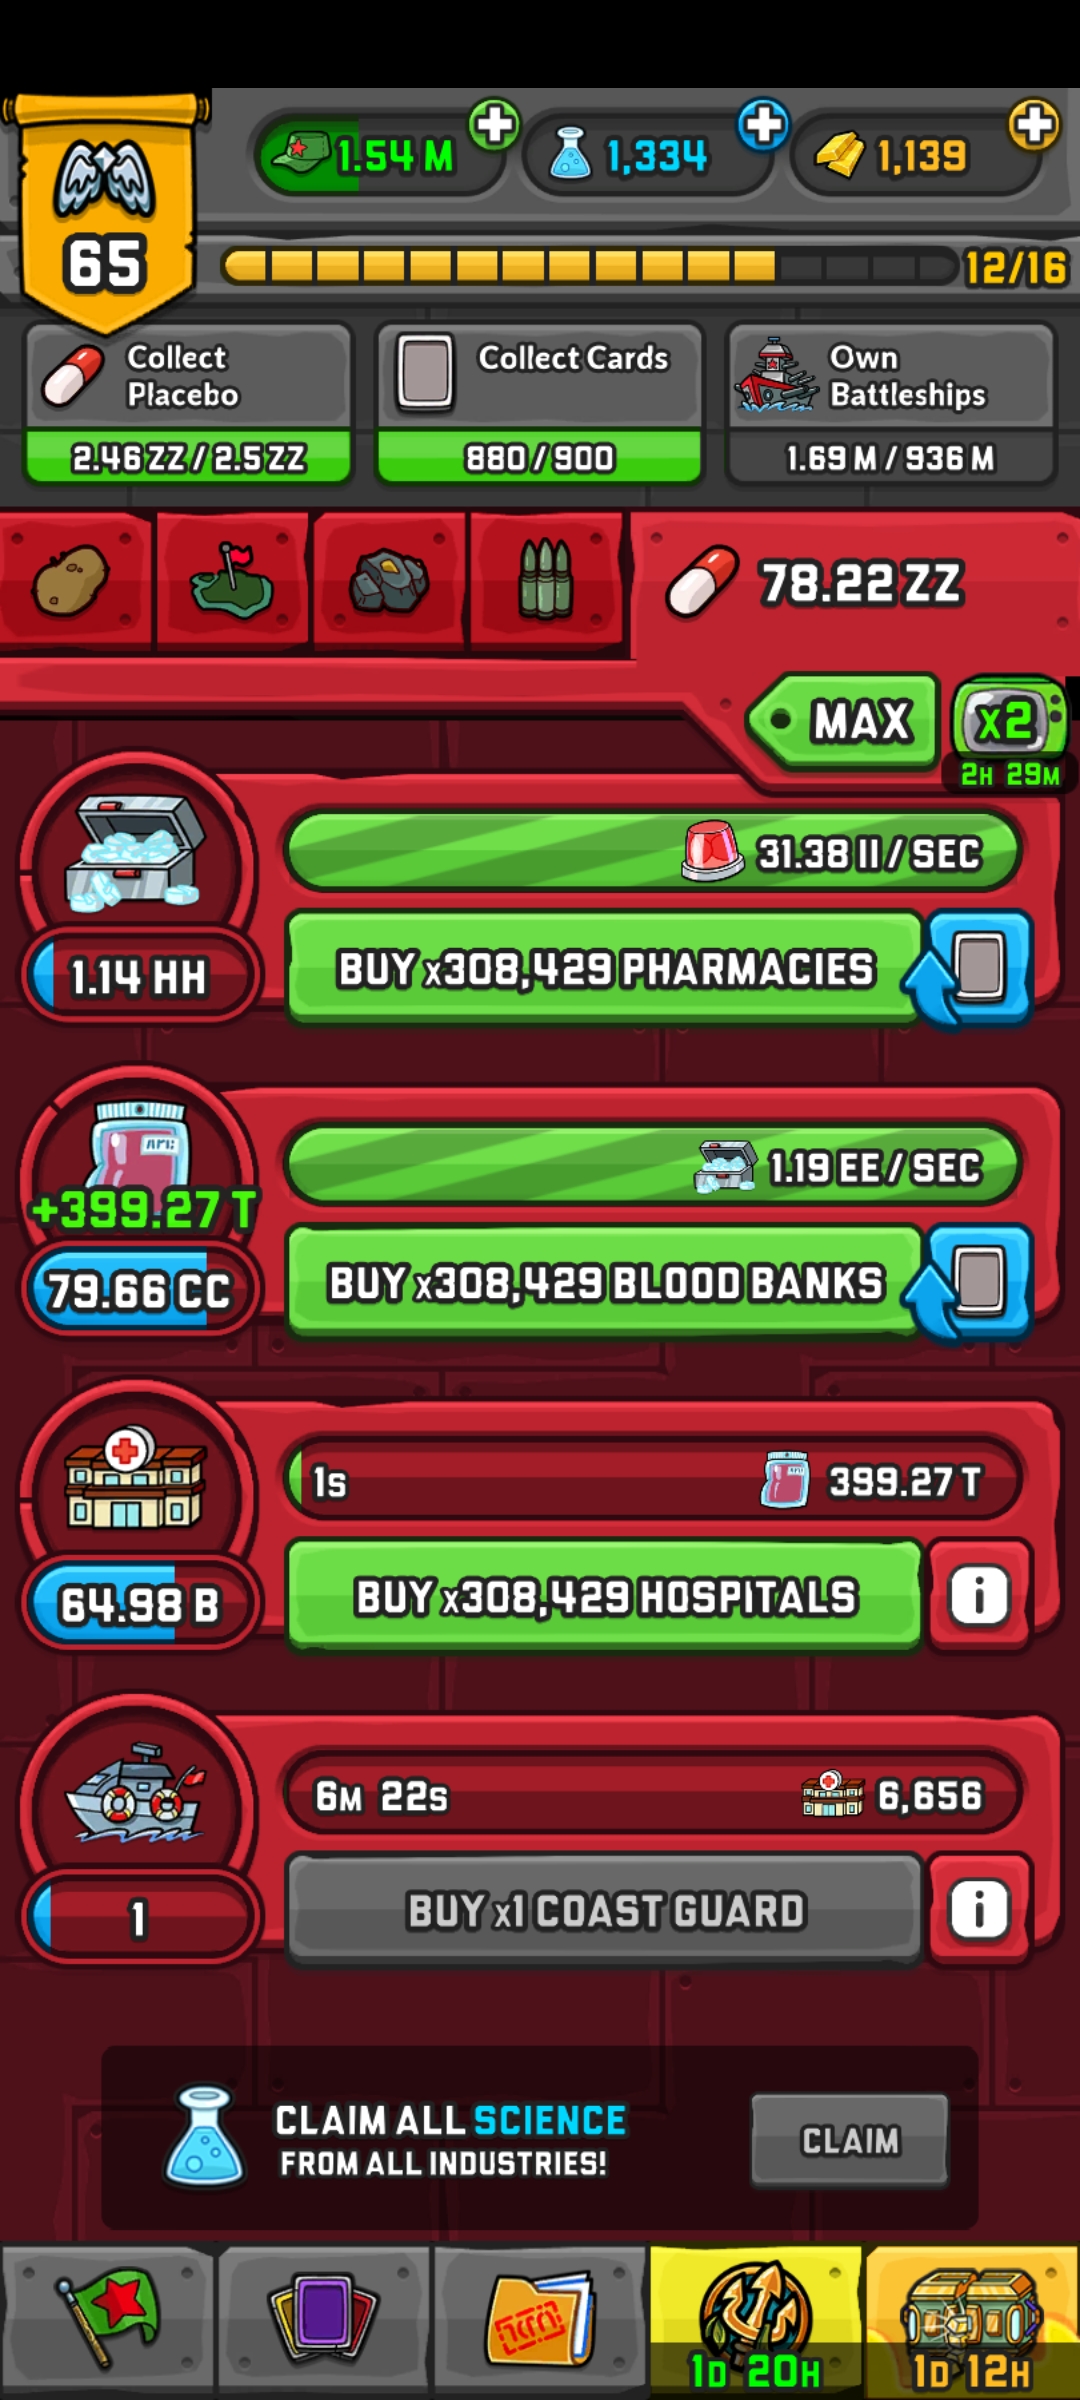 1.54 M
1,334
1,139
65
12/16
Collect Placebo
2.46 ZZ / 2.5 ZZ
Collect Cards
880 / 900
Own Battleships
1.69 M / 936 M
78.22 ZZ
MAX
x2
2H 29M
31.38 II / SEC
1.14 HH
BUY x308,429 PHARMACIES
1.19 EE / SEC
+399.27 T
79.66 CC
BUY x308,429 BLOOD BANKS
1s
399.27 T
64.98 B
BUY x308,429 HOSPITALS
i
6M 22s
6,656
1
BUY x1 COAST GUARD
i
CLAIM ALL SCIENCE
FROM ALL INDUSTRIES!
CLAIM
1D 20H
1D 12H